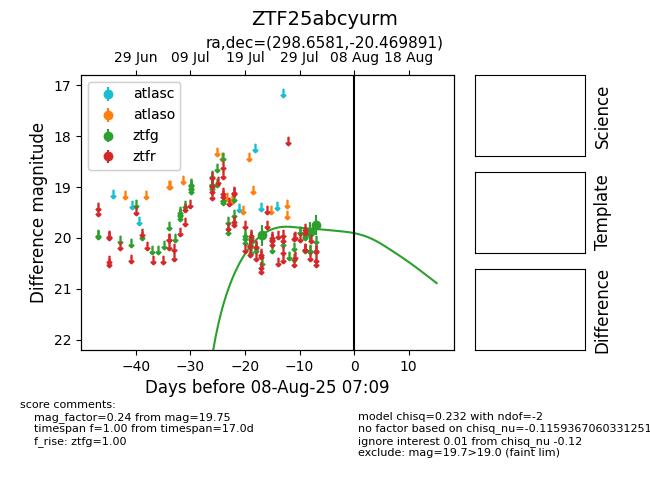 ZTF25abcyurm
ra,dec=(298.6581,-20.469891)
29 Jun 09 Jul 19 Jul 29 Jul 08 Aug 18 Aug
17
18
19
20
21
22
Difference magnitude
atlasc
atlaso
ztfg
ztfr
−40 −30 −20 −10 0 10
Days before 08-Aug-25 07:09
Science
Template
Difference
score comments:
mag_factor=0.24 from mag=19.75
timespan f=1.00 from timespan=17.0d
f_rise: ztfg=1.00
model chisq=0.232 with ndof=-2
no factor based on chisq_nu=-0.1159367060331251
ignore interest 0.01 from chisq_nu -0.12
exclude: mag=19.7>19.0 (faint lim)